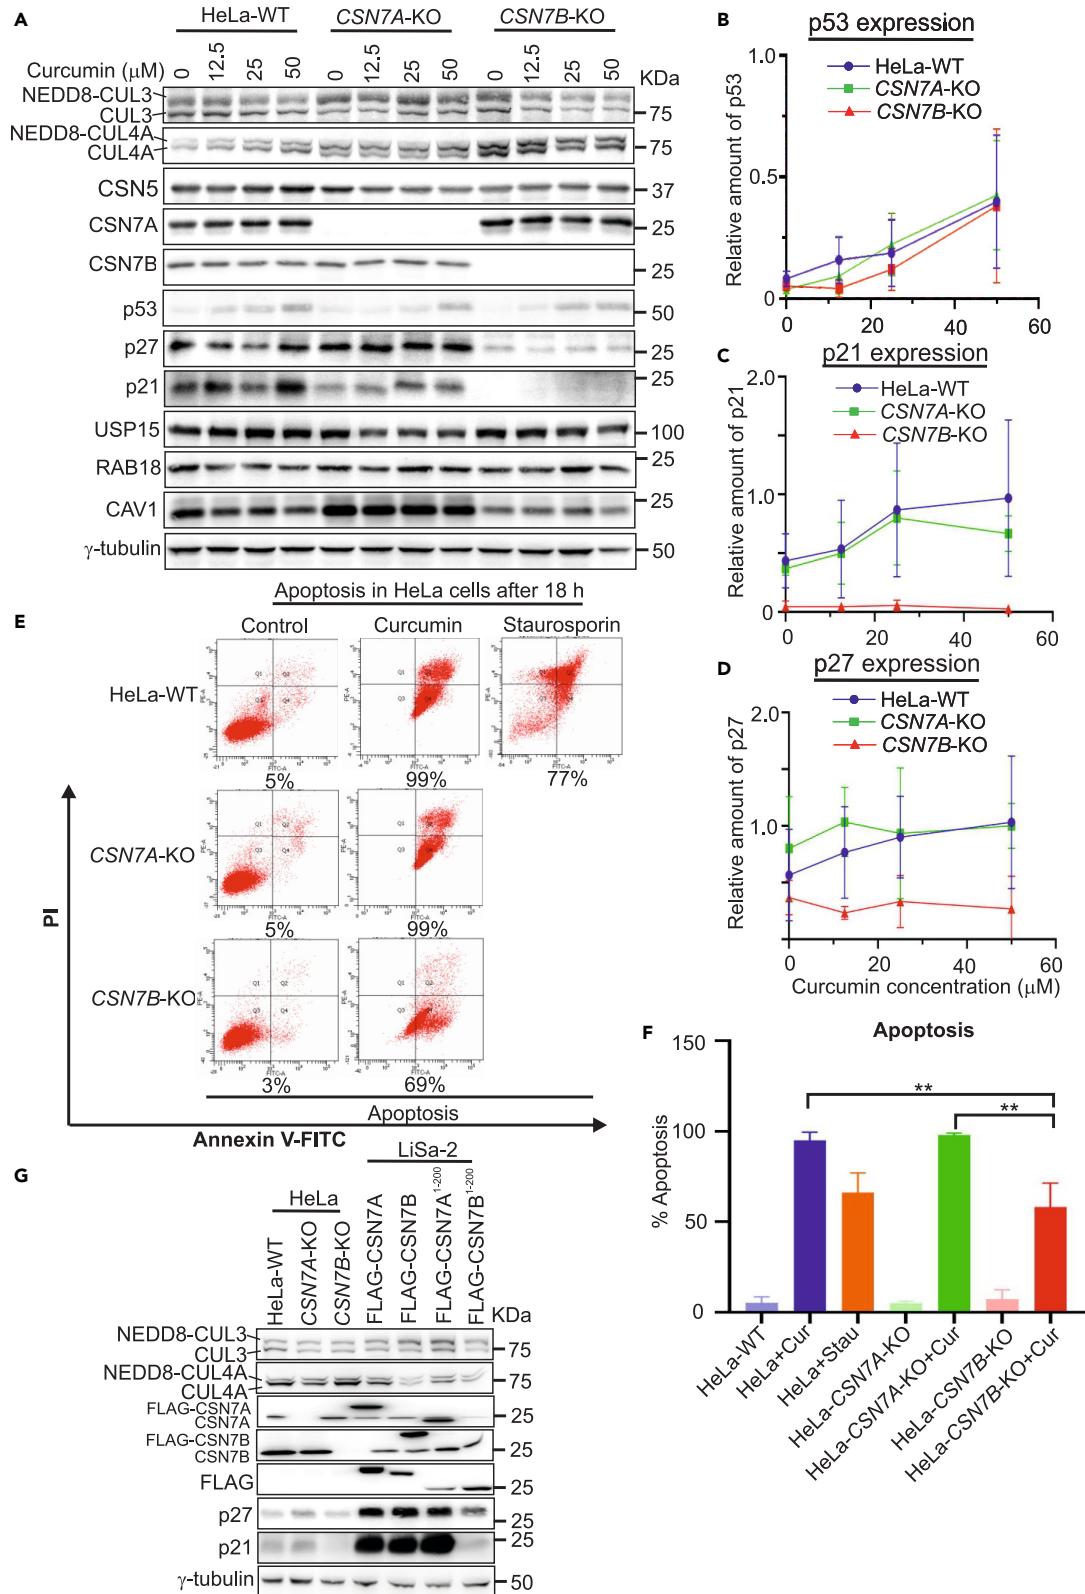 A
HeLa-WT CSN7A-KO CSN7B-KO
Curcumin (μM) 0 12.5 25 50 0 12.5 25 50 0 12.5 25 50 KDa
NEDD8-CUL3
CUL3 75
NEDD8-CUL4A
CUL4A 75
CSN5 37
CSN7A 25
CSN7B 25
p53 50
p27 25
p21 25
USP15 100
RAB18 25
CAV1 25
γ-tubulin 50
B
p53 expression
HeLa-WT
CSN7A-KO
CSN7B-KO
Relative amount of p53
1
0.5
0
0 20 40 60
C
p21 expression
HeLa-WT
CSN7A-KO
CSN7B-KO
Relative amount of p21
2.0
1.0
0
0 20 40 60
D
p27 expression
HeLa-WT
CSN7A-KO
CSN7B-KO
Relative amount of p27
2.0
1.0
0 20 40 60
Curcumin concentration (μM)
E
Apoptosis in HeLa cells after 18 h
Control Curcumin Staurosporin
HeLa-WT
PE-A Q1 Q2 Q3 Q4 FITC-A
5% 99% 77%
CSN7A-KO
5% 99%
CSN7B-KO
3% 69%
PI
Apoptosis
Annexin V-FITC
F
Apoptosis
% Apoptosis
150
100
50
0
**
**
HeLa-WT
HeLa+Cur
HeLa+Stau
HeLa-CSN7A-KO
HeLa-CSN7A-KO+Cur
HeLa-CSN7B-KO
HeLa-CSN7B-KO+Cur
G
LiSa-2
HeLa
HeLa-WT
CSN7A-KO
CSN7B-KO
FLAG-CSN7A
FLAG-CSN7B
FLAG-CSN7A1-200
FLAG-CSN7B1-200
KDa
NEDD8-CUL3
CUL3 75
NEDD8-CUL4A
CUL4A 75
FLAG-CSN7A
CSN7A 25
FLAG-CSN7B
CSN7B 25
FLAG 25
p27 25
p21 25
γ-tubulin 50